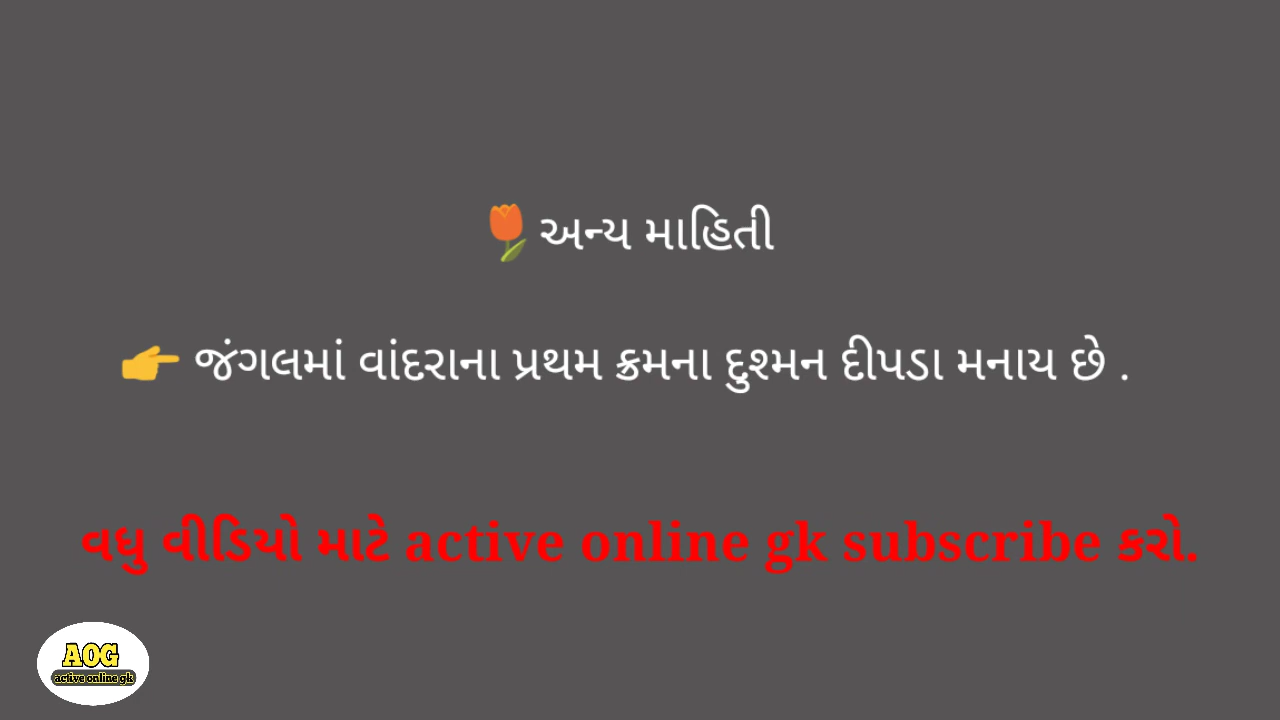 🌷અન્ય માહિતી
👉 જંગલમાં વાંદરાના પ્રથમ ક્રમના દુશ્મન દીપડા મનાય છે .
વધુ વીડિયો માટે active online gk subscribe કરો.
AOG
active online gk